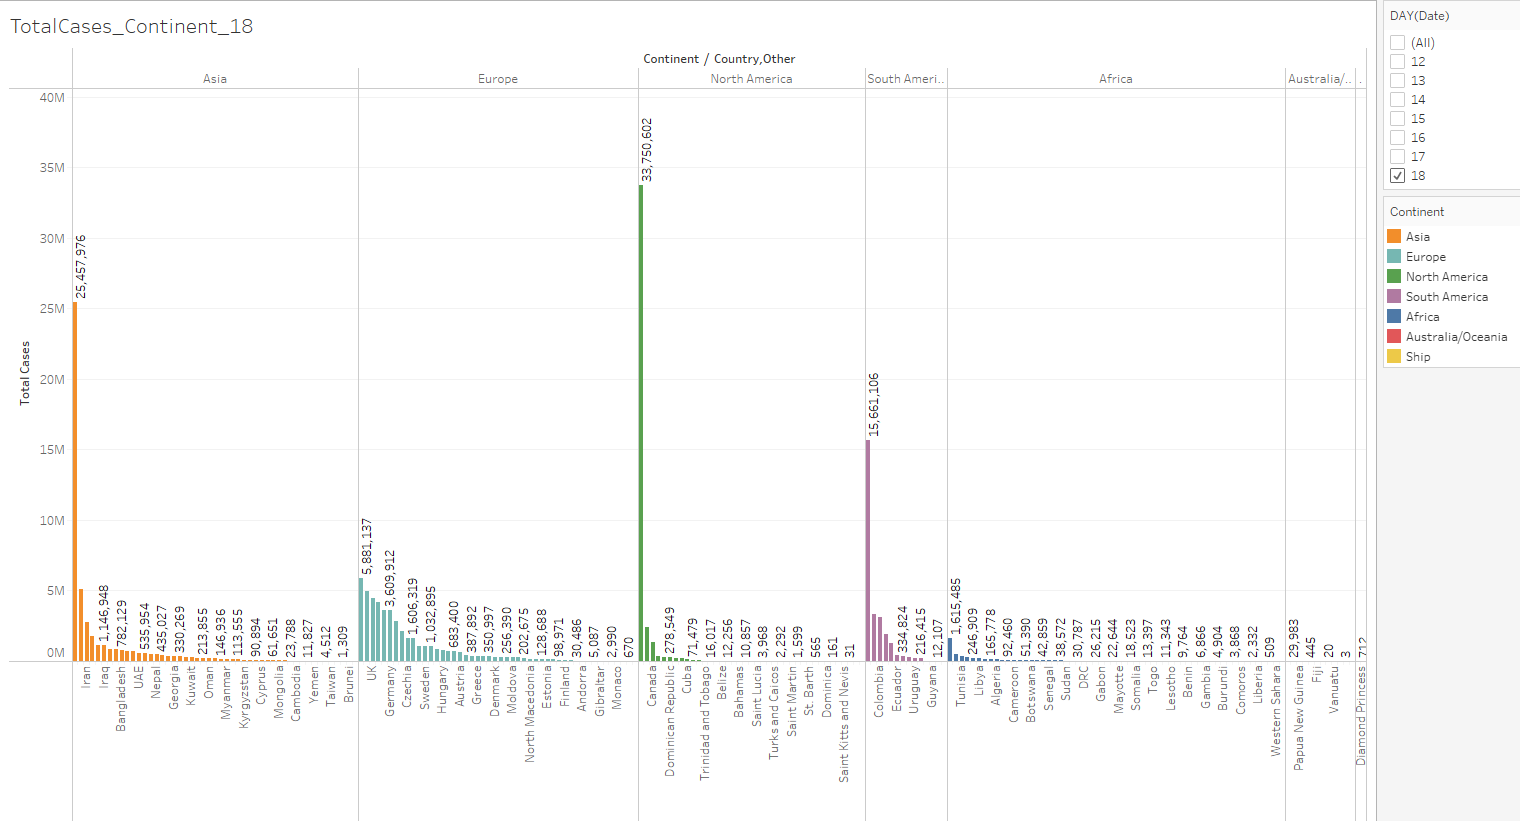 TotalCases_Continent_18
Continent / Country,Other
Asia
Europe
North America
South Ameri..
Africa
Australia/..
.
Total Cases
40M
35M
30M
25M
20M
15M
10M
5M
0M
25,457,976
1,146,948
782,129
535,954
435,027
330,269
213,855
146,936
113,555
90,894
61,651
23,788
11,827
4,512
1,309
5,881,137
3,609,912
1,606,319
1,032,895
683,400
387,892
350,997
256,390
202,675
128,688
98,971
30,486
5,087
2,990
670
33,750,602
278,549
71,479
16,017
12,256
10,857
3,968
2,292
1,599
565
161
31
15,661,106
334,824
216,415
12,107
1,615,485
246,909
165,778
92,460
51,390
42,859
38,572
30,787
26,215
22,644
18,523
13,397
11,343
9,764
6,866
4,904
3,868
2,332
509
29,983
445
20
3
712
Iran
Iraq
Bangladesh
UAE
Nepal
Georgia
Kuwait
Oman
Myanmar
Kyrgyzstan
Cyprus
Mongolia
Cambodia
Yemen
Taiwan
Brunei
UK
Germany
Czechia
Sweden
Hungary
Austria
Greece
Denmark
Moldova
North Macedonia
Estonia
Finland
Andorra
Gibraltar
Monaco
Canada
Dominican Republic
Cuba
Trinidad and Tobago
Belize
Bahamas
Saint Lucia
Turks and Caicos
Saint Martin
St. Barth
Dominica
Saint Kitts and Nevis
Colombia
Ecuador
Uruguay
Guyana
Tunisia
Libya
Algeria
Cameroon
Botswana
Senegal
Sudan
DRC
Gabon
Mayotte
Somalia
Togo
Lesotho
Benin
Gambia
Burundi
Comoros
Liberia
Western Sahara
Papua New Guinea
Fiji
Vanuatu
Diamond Princess
DAY(Date)
(All)
12
13
14
15
16
17
18
Continent
Asia
Europe
North America
South America
Africa
Australia/Oceania
Ship